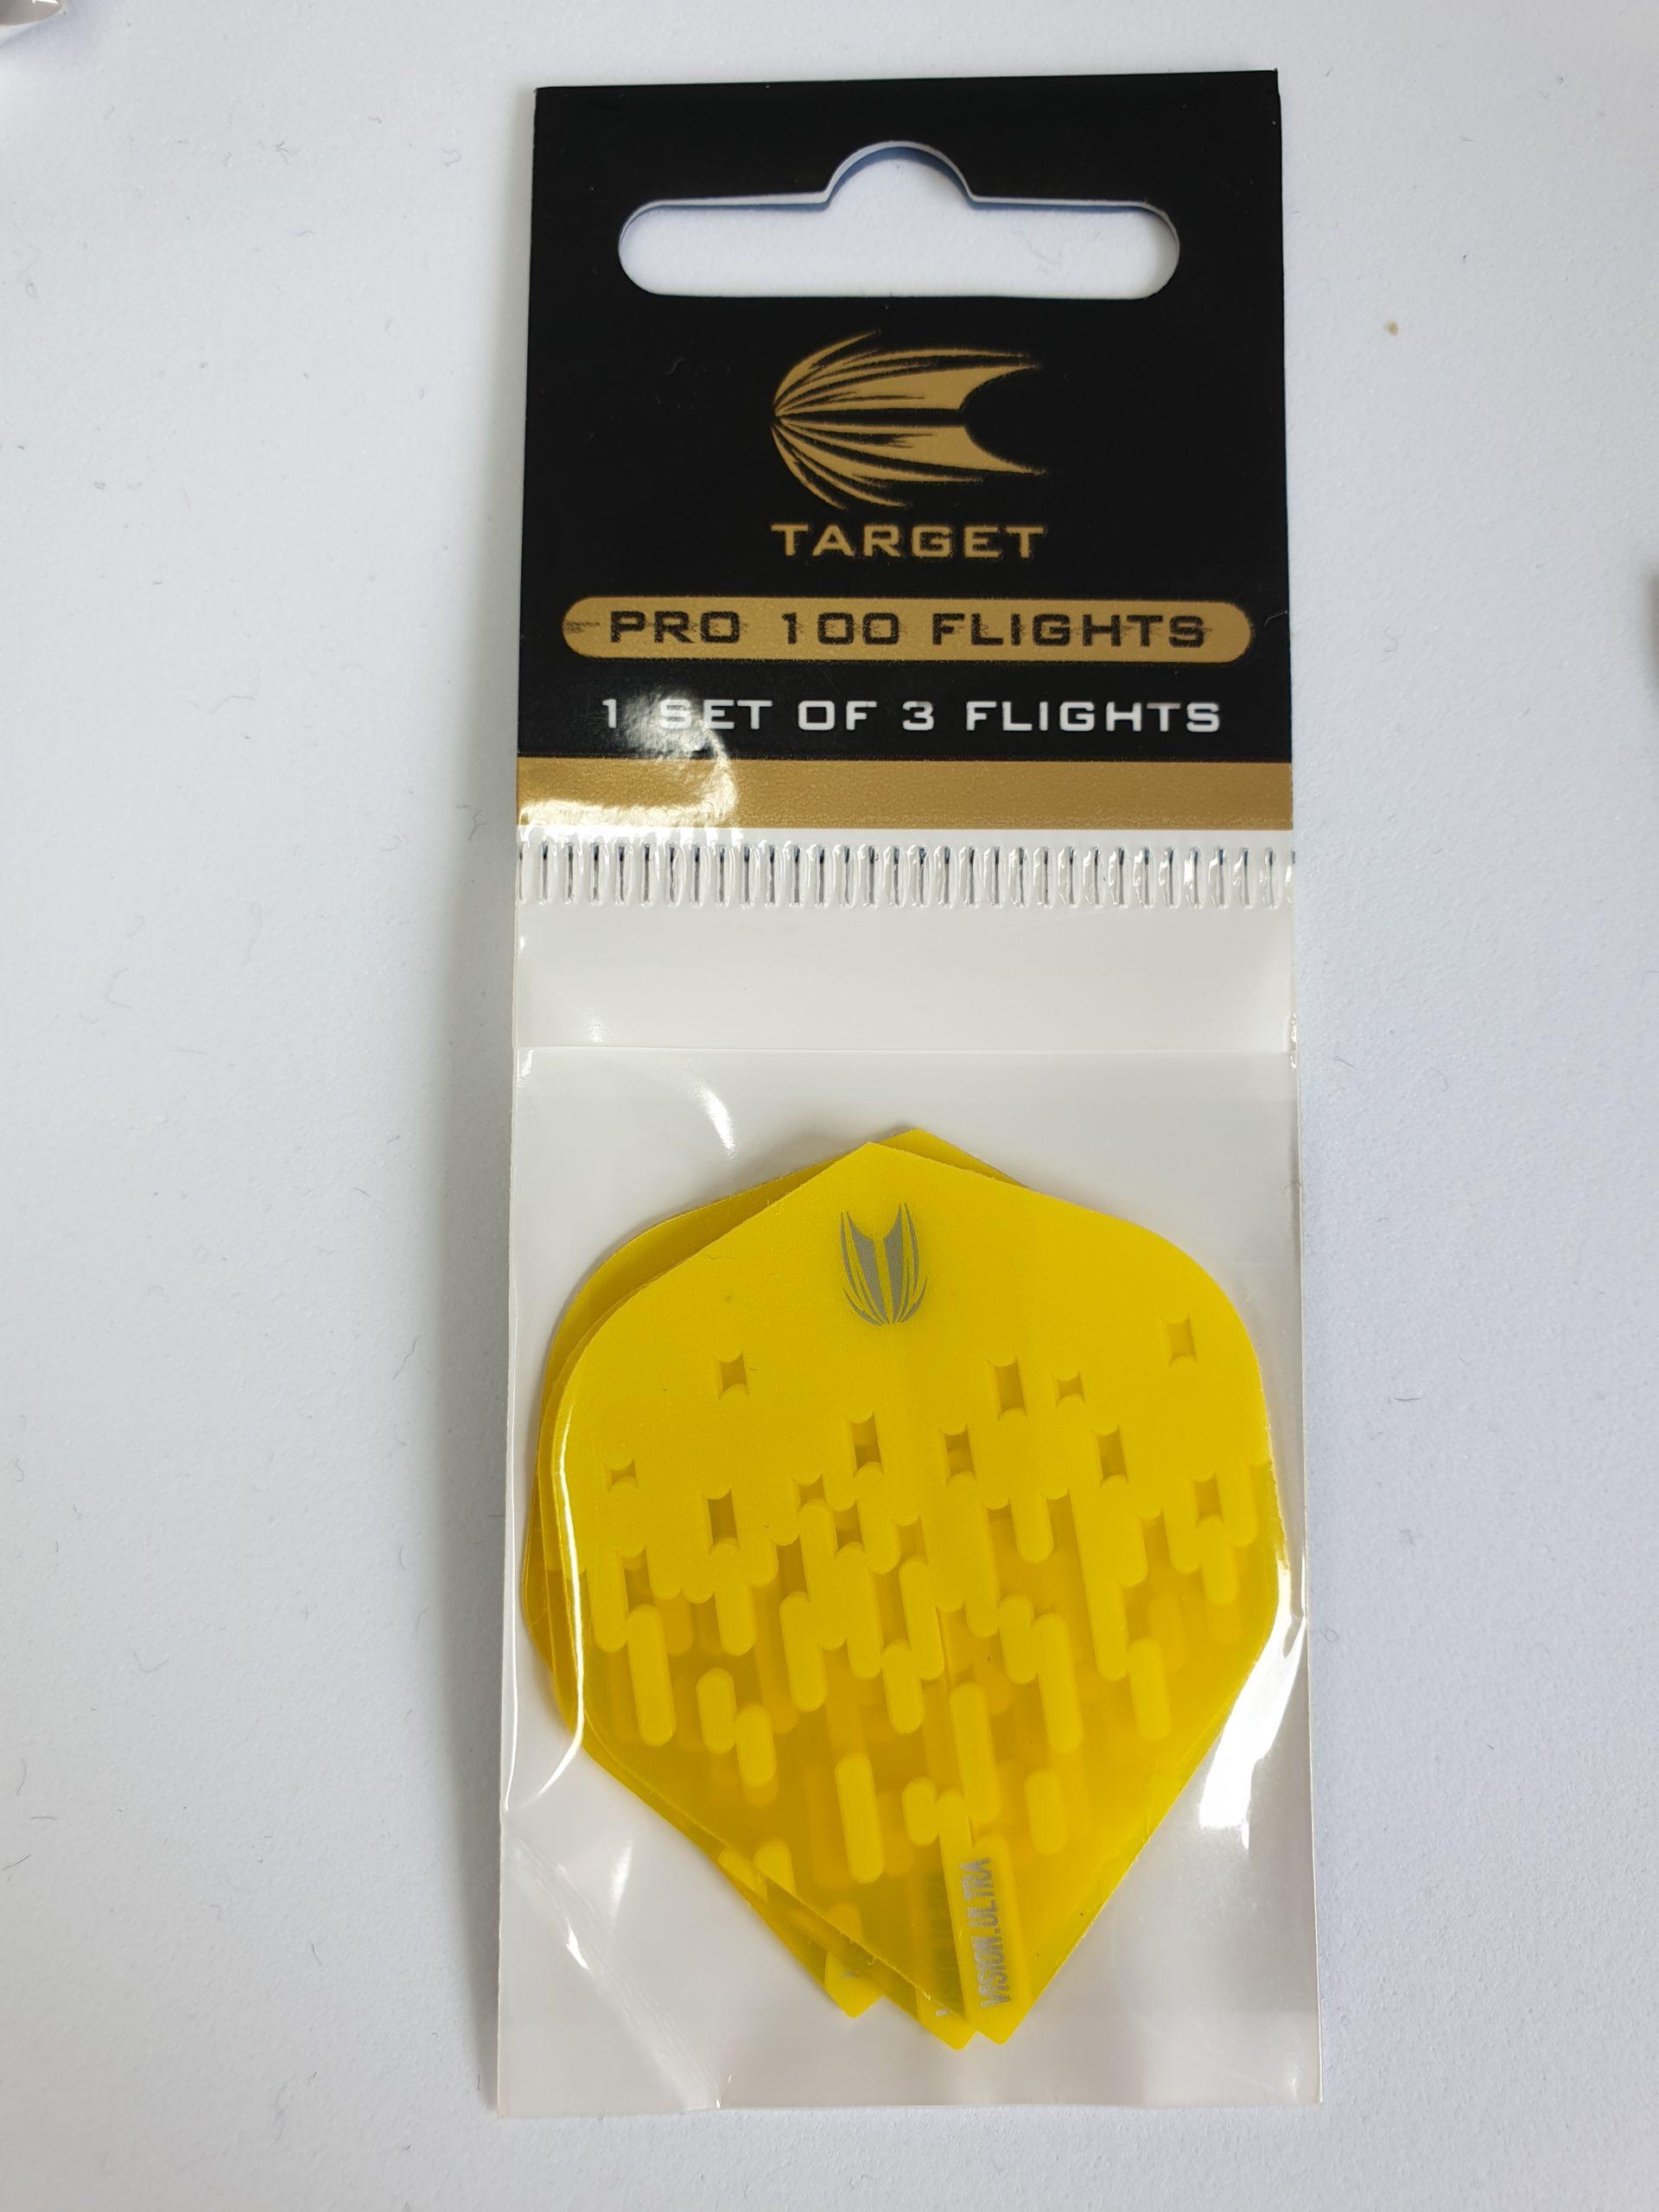 TARGET
PRO 100 FLIGHTS
1 SET OF 3 FLIGHTS
VISION.ULTRA